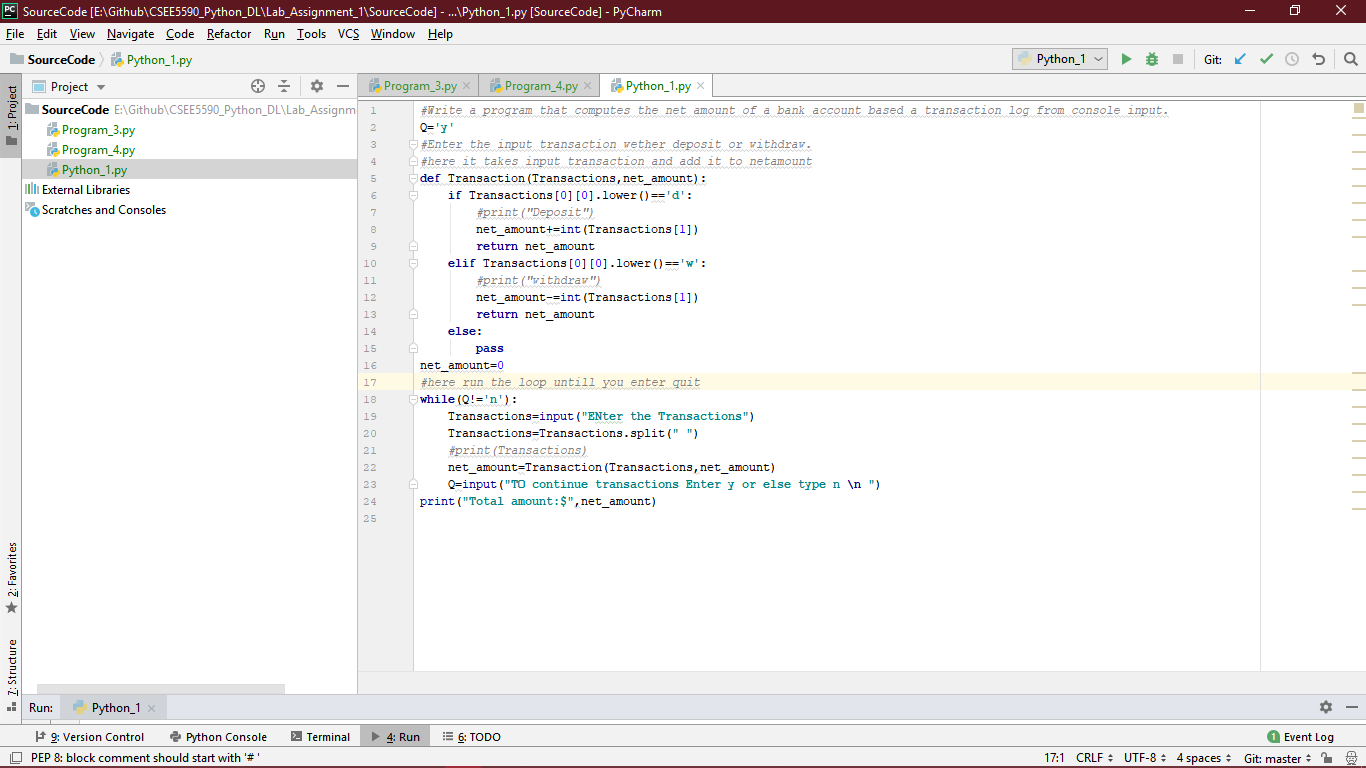 SourceCode [E:\Github\CSEE5590_Python_DL\Lab_Assignment_1\SourceCode] - ...\Python_1.py [SourceCode] - PyCharm
File Edit View Navigate Code Refactor Run Tools VCS Window Help
SourceCode Python_1.py Python_1 Git:
1: Project
Project
Program_3.py Program_4.py Python_1.py
SourceCode E:\Github\CSEE5590_Python_DL\Lab_Assignm
Program_3.py
Program_4.py
Python_1.py
External Libraries
Scratches and Consoles
1 #Write a program that computes the net amount of a bank account based a transaction log from console input.
2 Q='y'
3 #Enter the input transaction wether deposit or withdraw.
4 #here it takes input transaction and add it to netamount
5 def Transaction(Transactions,net_amount):
6 if Transactions[0][0].lower()=='d':
7 #print("Deposit")
8 net_amount+=int(Transactions[1])
9 return net_amount
10 elif Transactions[0][0].lower()=='w':
11 #print("withdraw")
12 net_amount-=int(Transactions[1])
13 return net_amount
14 else:
15 pass
16 net_amount=0
17 #here run the loop untill you enter quit
18 while(Q!='n'):
19 Transactions=input("ENter the Transactions")
20 Transactions=Transactions.split(" ")
21 #print(Transactions)
22 net_amount=Transaction(Transactions,net_amount)
23 Q=input("TO continue transactions Enter y or else type n \n ")
24 print("Total amount:$",net_amount)
25
2: Favorites
Z: Structure
Run: Python_1
9: Version Control Python Console Terminal 4: Run 6: TODO 1 Event Log
PEP 8: block comment should start with '# ' 17:1 CRLF UTF-8 4 spaces Git: master